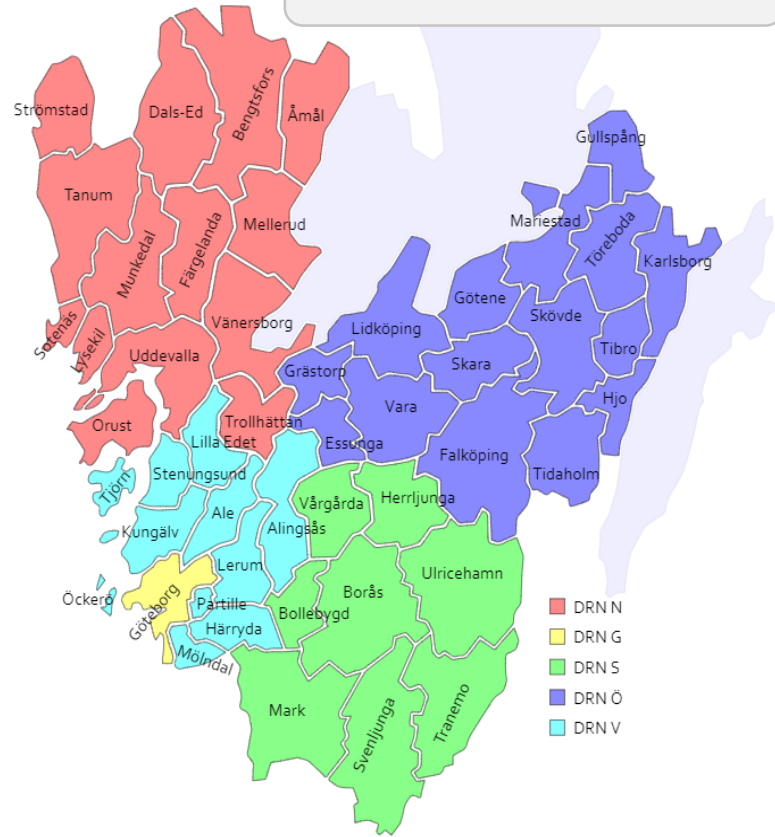 Strömstad
Dals-Ed
Bengtsfors
Åmål
Gullspång
Tanum
Munkedal
Färgelanda
Mellerud
Mariestad
Töreboda
Karlsborg
Sotenäs
Lysekil
Uddevalla
Vänersborg
Lidköping
Götene
Skövde
Tibro
Grästorp
Skara
Hjo
Orust
Trollhättan
Vara
Lilla Edet
Essunga
Falköping
Tidaholm
Tjörn
Stenungsund
Vårgårda
Herrljunga
Kungälv
Ale
Alingsås
Öckerö
Göteborg
Lerum
Partille
Härryda
Mölndal
Bollebygd
Borås
Ulricehamn
Mark
Svenljunga
Tranemo
DRN N
DRN G
DRN S
DRN Ö
DRN V